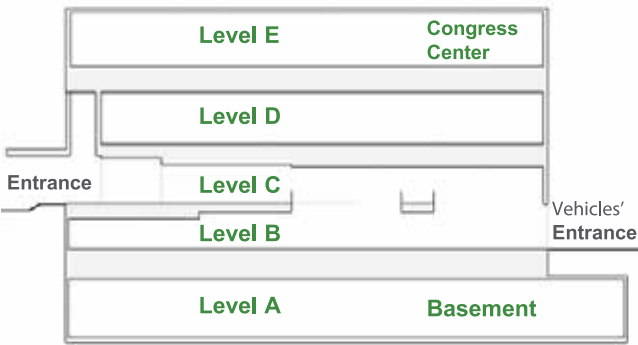 Level E
Congress
Center
Level D
Entrance
Level C
Vehicles'
Entrance
Level B
Level A
Basement